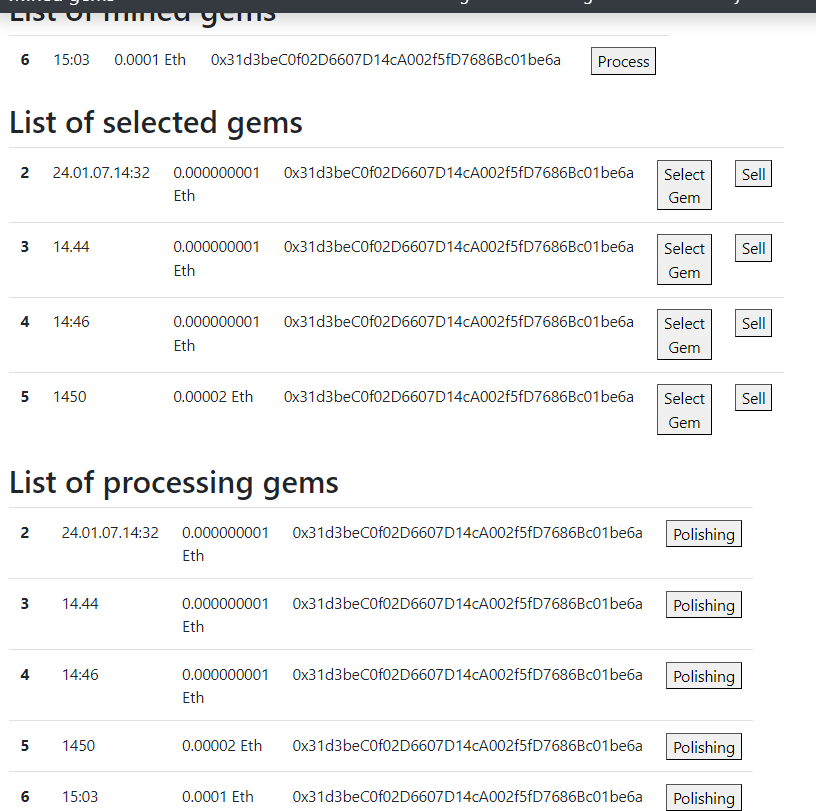 List of mined gems
6 15:03 0.0001 Eth 0x31d3beC0f02D6607D14cA002f5fD7686Bc01be6a Process
List of selected gems
2 24.01.07.14:32 0.000000001 0x31d3beC0f02D6607D14cA002f5fD7686Bc01be6a Select Sell
Eth Gem
3 14.44 0.000000001 0x31d3beC0f02D6607D14cA002f5fD7686Bc01be6a Select Sell
Eth Gem
4 14:46 0.000000001 0x31d3beC0f02D6607D14cA002f5fD7686Bc01be6a Select Sell
Eth Gem
5 1450 0.00002 Eth 0x31d3beC0f02D6607D14cA002f5fD7686Bc01be6a Select Sell
Gem
List of processing gems
2 24.01.07.14:32 0.000000001 0x31d3beC0f02D6607D14cA002f5fD7686Bc01be6a Polishing
Eth
3 14.44 0.000000001 0x31d3beC0f02D6607D14cA002f5fD7686Bc01be6a Polishing
Eth
4 14:46 0.000000001 0x31d3beC0f02D6607D14cA002f5fD7686Bc01be6a Polishing
Eth
5 1450 0.00002 Eth 0x31d3beC0f02D6607D14cA002f5fD7686Bc01be6a Polishing
6 15:03 0.0001 Eth 0x31d3beC0f02D6607D14cA002f5fD7686Bc01be6a Polishing